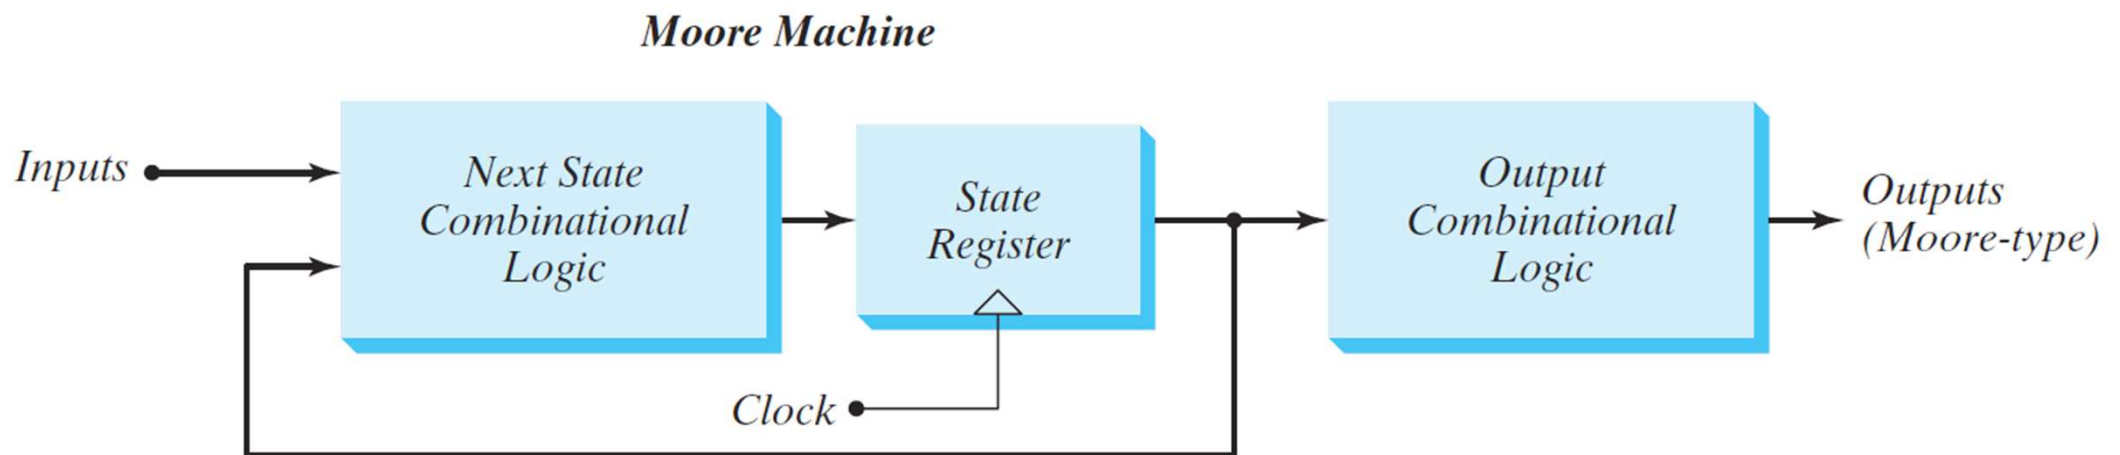 Moore Machine
Inputs
Next State
Combinational
Logic
State
Register
Clock
Output
Combinational
Logic
Outputs
(Moore-type)